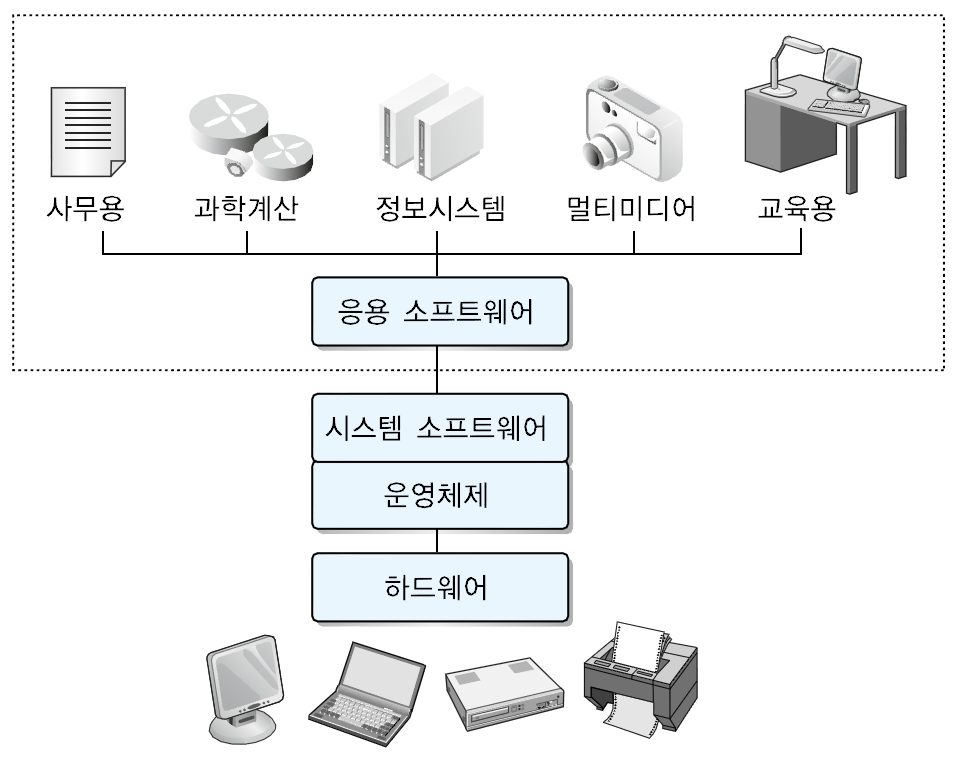 사무용 과학계산 정보시스템 멀티미디어 교육용
응용 소프트웨어
시스템 소프트웨어
운영체제
하드웨어